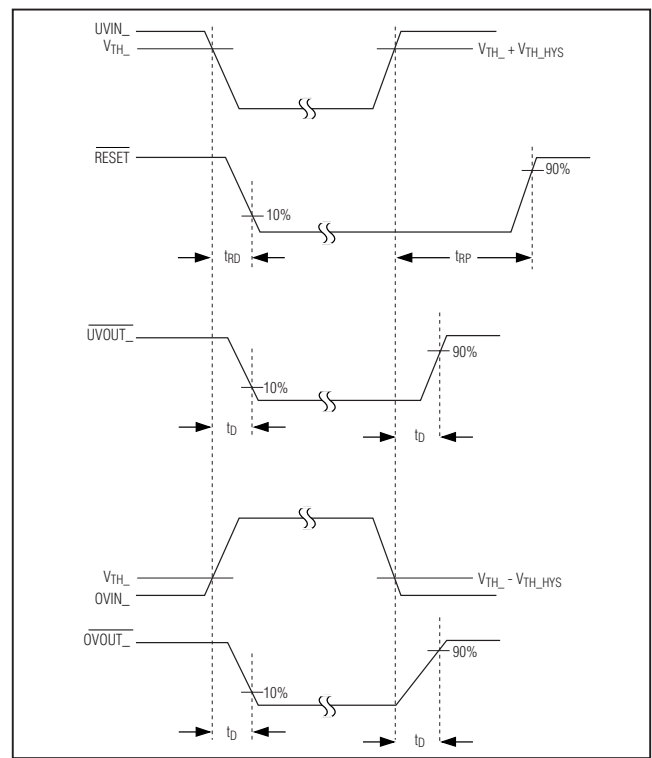 UVIN_
VTH_
VTH_ + VTH_HYS
RESET
90%
10%
tRD
tRP
UVOUT_
90%
10%
tD
tD
VTH_
VTH_ - VTH_HYS
OVIN_
OVOUT_
90%
10%
tD
tD